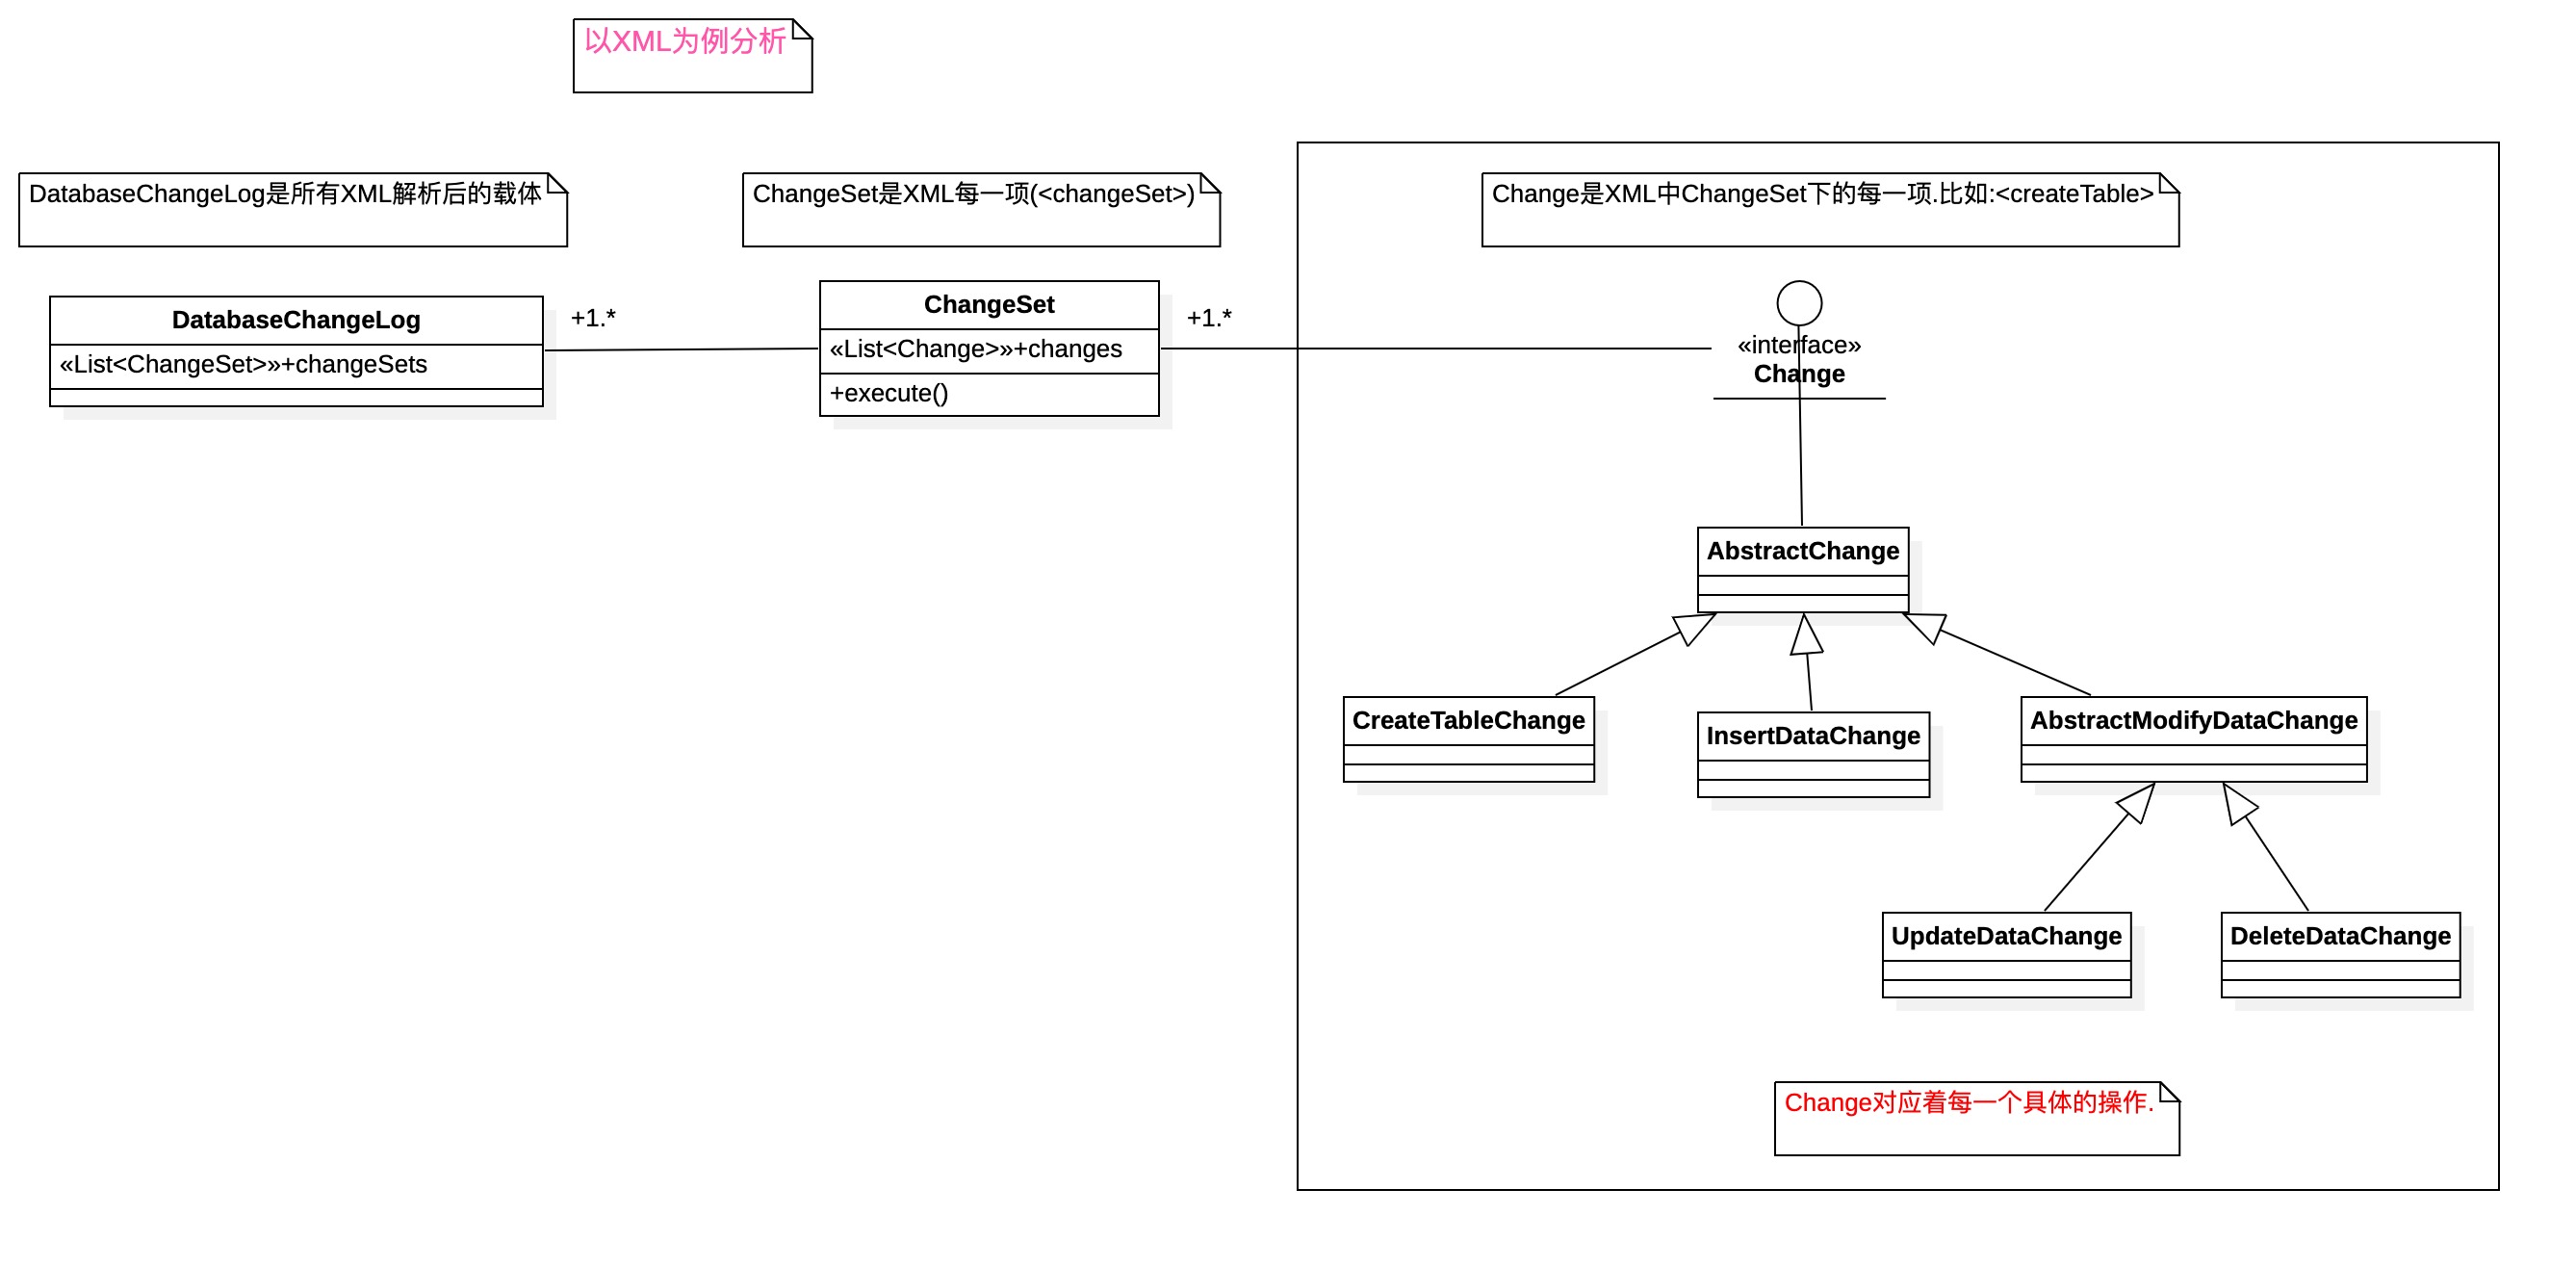 以XML为例分析
DatabaseChangeLog是所有XML解析后的载体
ChangeSet是XML每一项(<changeSet>)
Change是XML中ChangeSet下的每一项.比如:<createTable>
DatabaseChangeLog
«List<ChangeSet>»+changeSets
+1.*
ChangeSet
«List<Change>»+changes
+execute()
+1.*
«interface»
Change
AbstractChange
CreateTableChange
InsertDataChange
AbstractModifyDataChange
UpdateDataChange
DeleteDataChange
Change对应着每一个具体的操作.